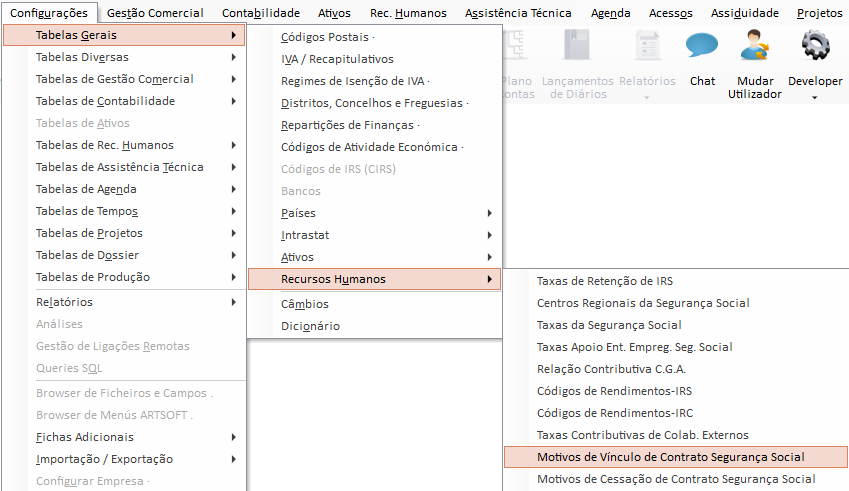 Configurações Gestão Comercial Contabilidade Ativos Rec. Humanos Assistência Técnica Agenda Acessos Assiduidade Projetos
Tabelas Gerais
Tabelas Diversas
Tabelas de Gestão Comercial
Tabelas de Contabilidade
Tabelas de Ativos
Tabelas de Rec. Humanos
Tabelas de Assistência Técnica
Tabelas de Agenda
Tabelas de Tempos
Tabelas de Projetos
Tabelas de Dossier
Tabelas de Produção
Relatórios
Análises
Gestão de Ligações Remotas
Queries SQL
Browser de Ficheiros e Campos .
Browser de Menús ARTSOFT .
Fichas Adicionais
Importação / Exportação
Configurar Empresa ·
Códigos Postais ·
IVA / Recapitulativos
Regimes de Isenção de IVA ·
Distritos, Concelhos e Freguesias ·
Repartições de Finanças ·
Códigos de Atividade Económica ·
Códigos de IRS (CIRS)
Bancos
Países
Intrastat
Ativos
Recursos Humanos
Câmbios
Dicionário
Plano
ontas
Lançamentos
de Diários
Relatórios
Chat
Mudar
Utilizador
Developer
Taxas de Retenção de IRS
Centros Regionais da Segurança Social
Taxas da Segurança Social
Taxas Apoio Ent. Empreg. Seg. Social
Relação Contributiva C.G.A.
Códigos de Rendimentos-IRS
Códigos de Rendimentos-IRC
Taxas Contributivas de Colab. Externos
Motivos de Vínculo de Contrato Segurança Social
Motivos de Cessação de Contrato Segurança Social